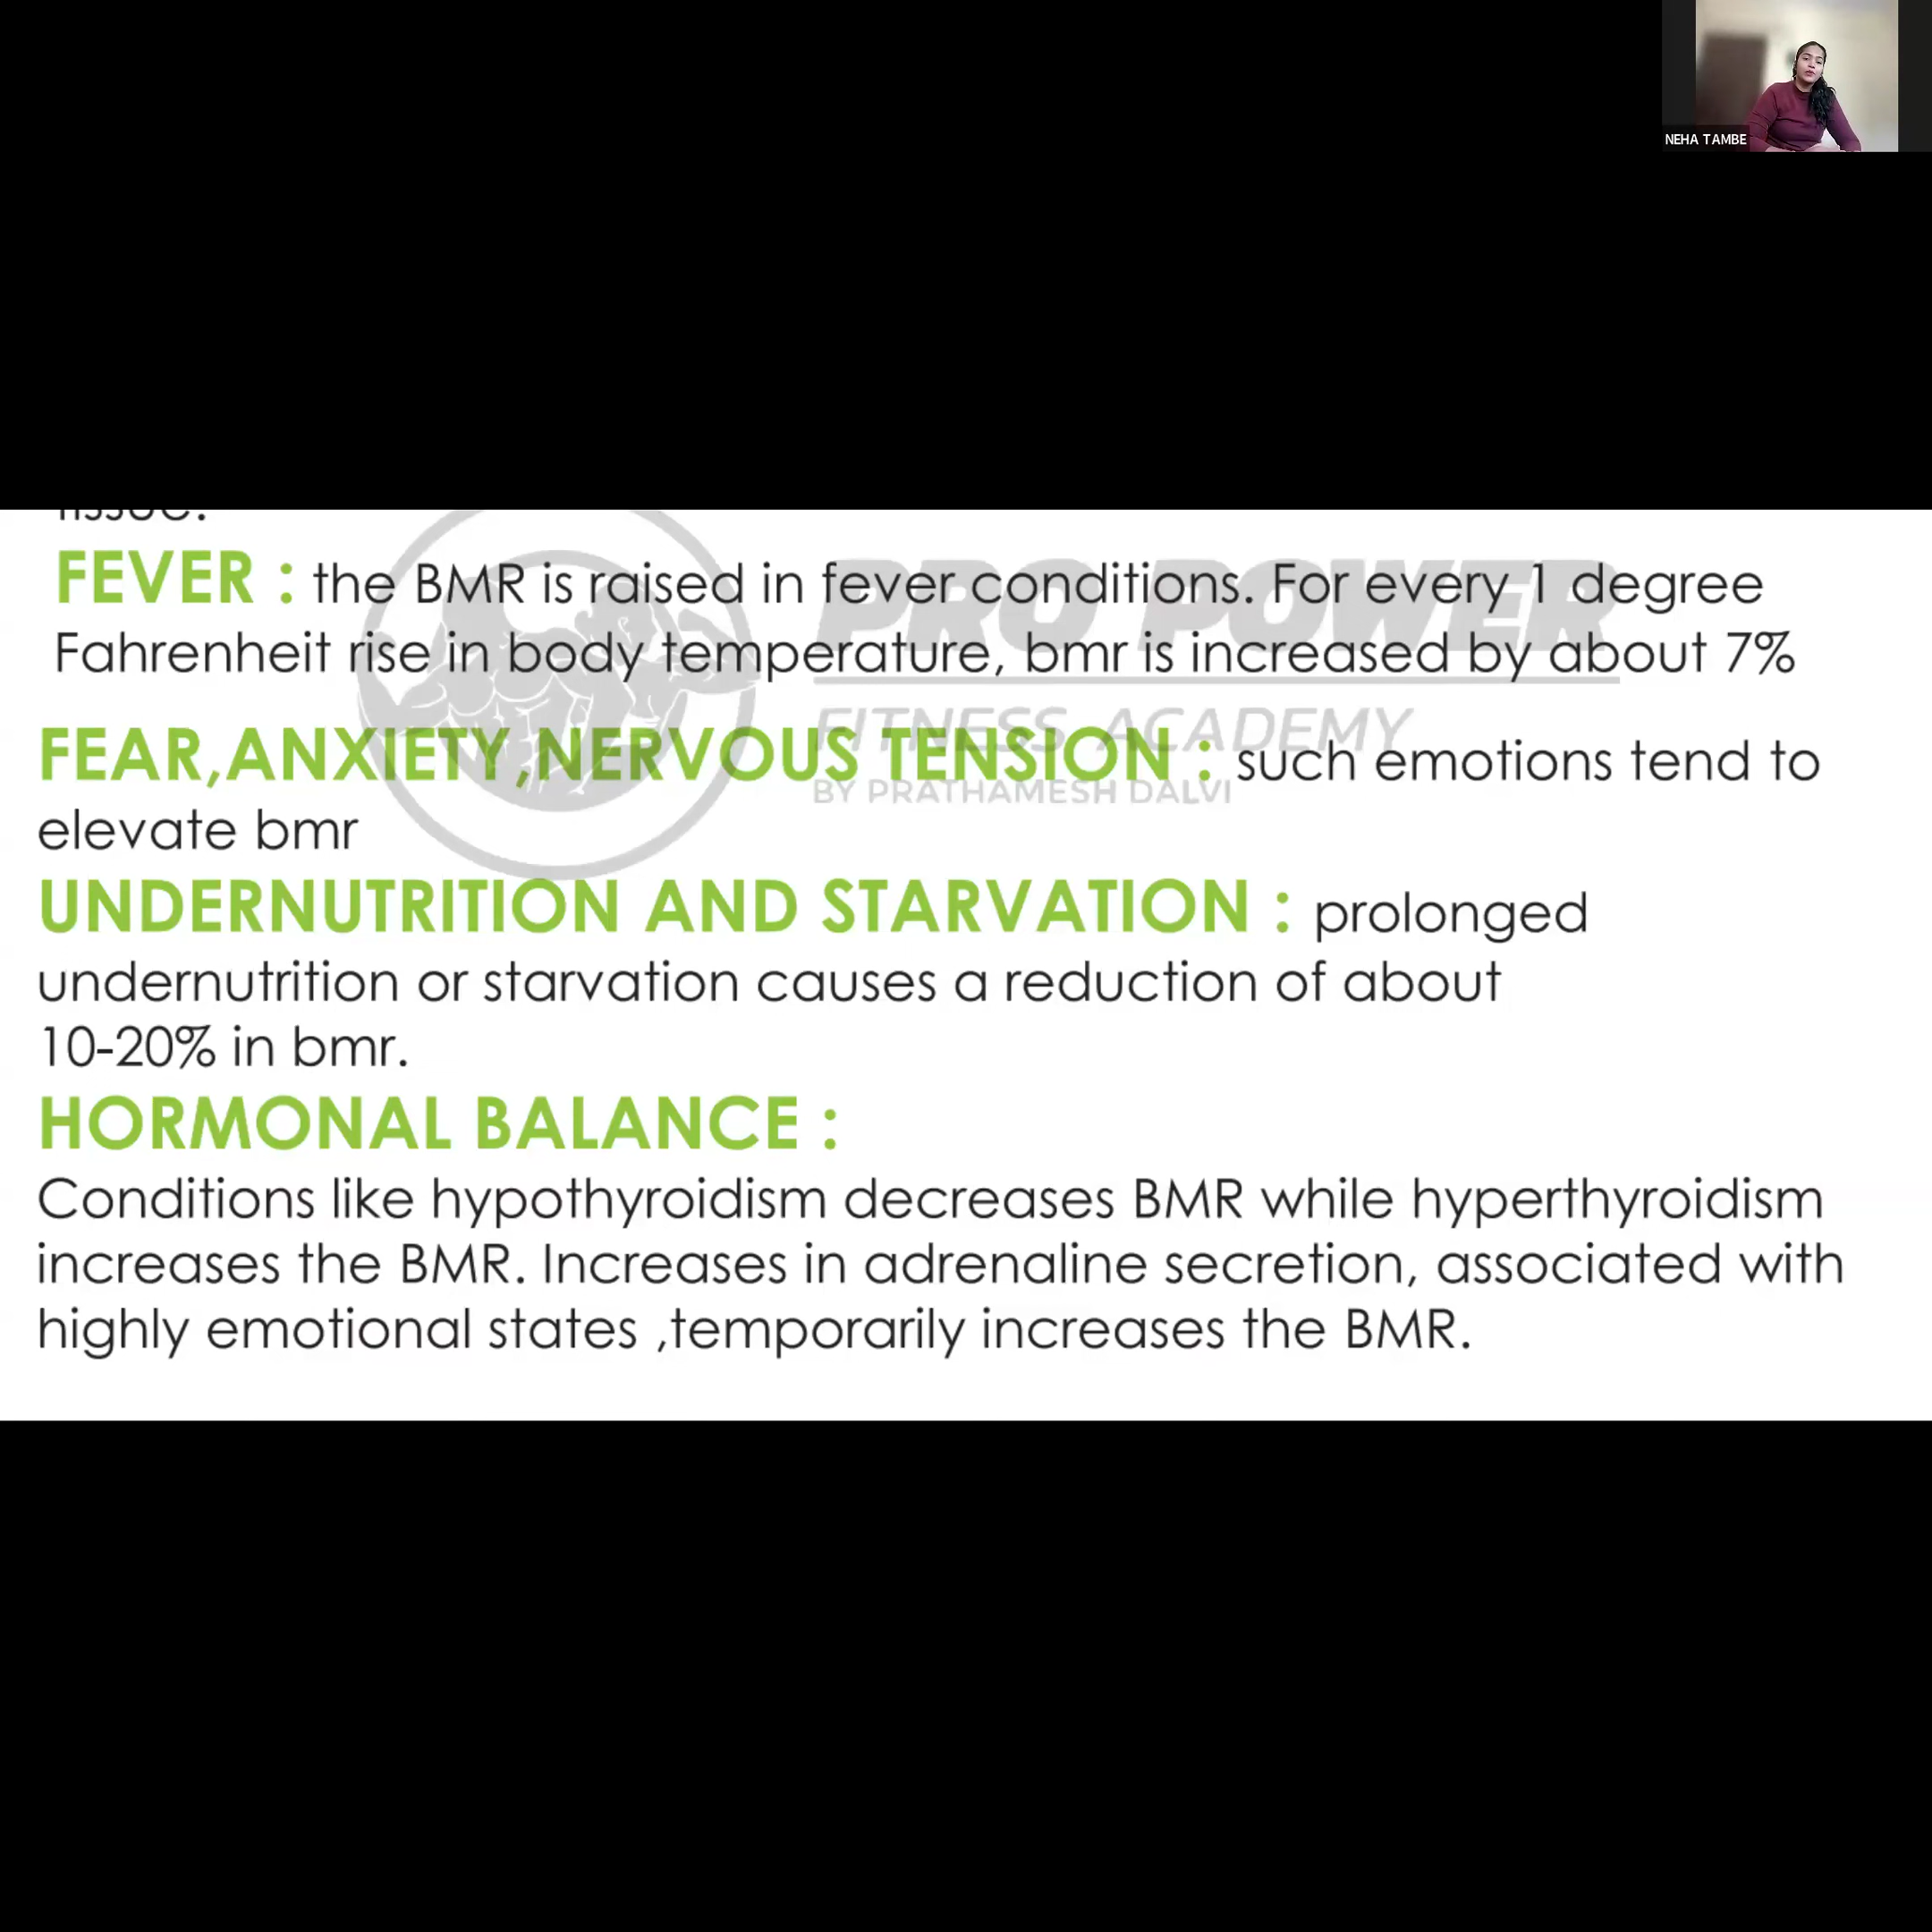 NEHA TAMBE
tissue.
FEVER : the BMR is raised in fever conditions. For every 1 degree
Fahrenheit rise in body temperature, bmr is increased by about 7%
PRO POWER
FITNESS ACADEMY
BY PRATHAMESH DALVI
FEAR,ANXIETY,NERVOUS TENSION : such emotions tend to
elevate bmr
UNDERNUTRITION AND STARVATION : prolonged
undernutrition or starvation causes a reduction of about
10-20% in bmr.
HORMONAL BALANCE :
Conditions like hypothyroidism decreases BMR while hyperthyroidism
increases the BMR. Increases in adrenaline secretion, associated with
highly emotional states ,temporarily increases the BMR.